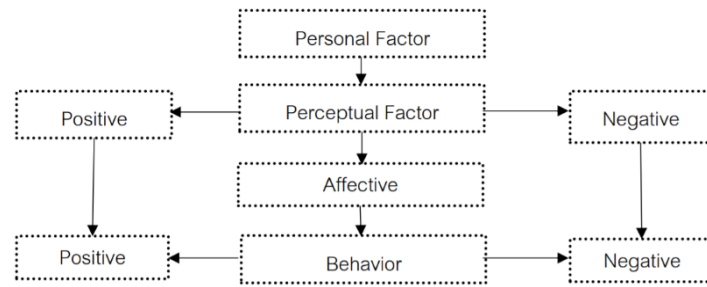 Personal Factor
Positive
Perceptual Factor
Negative
Affective
Positive
Behavior
Negative